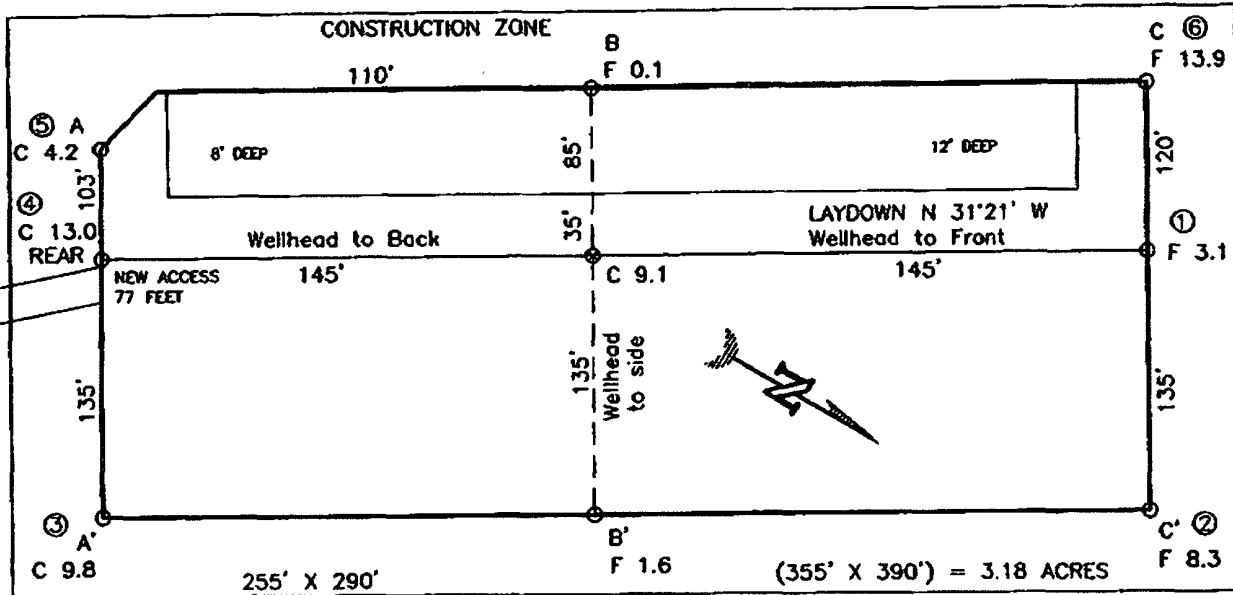 CONSTRUCTION ZONE
B
F 0.1
C ⑥
F 13.9
110'
⑤ A
C 4.2
8' DEEP
85'
12' DEEP
120'
103'
④
C 13.0
REAR
Wellhead to Back
35'
LAYDOWN N 31°21' W
Wellhead to Front
①
F 3.1
NEW ACCESS
77 FEET
145'
C 9.1
145'
135'
135'
Wellhead
to side
N
135'
③ A'
C 9.8
255' X 290'
B'
F 1.6
(355' X 390') = 3.18 ACRES
C' ②
F 8.3